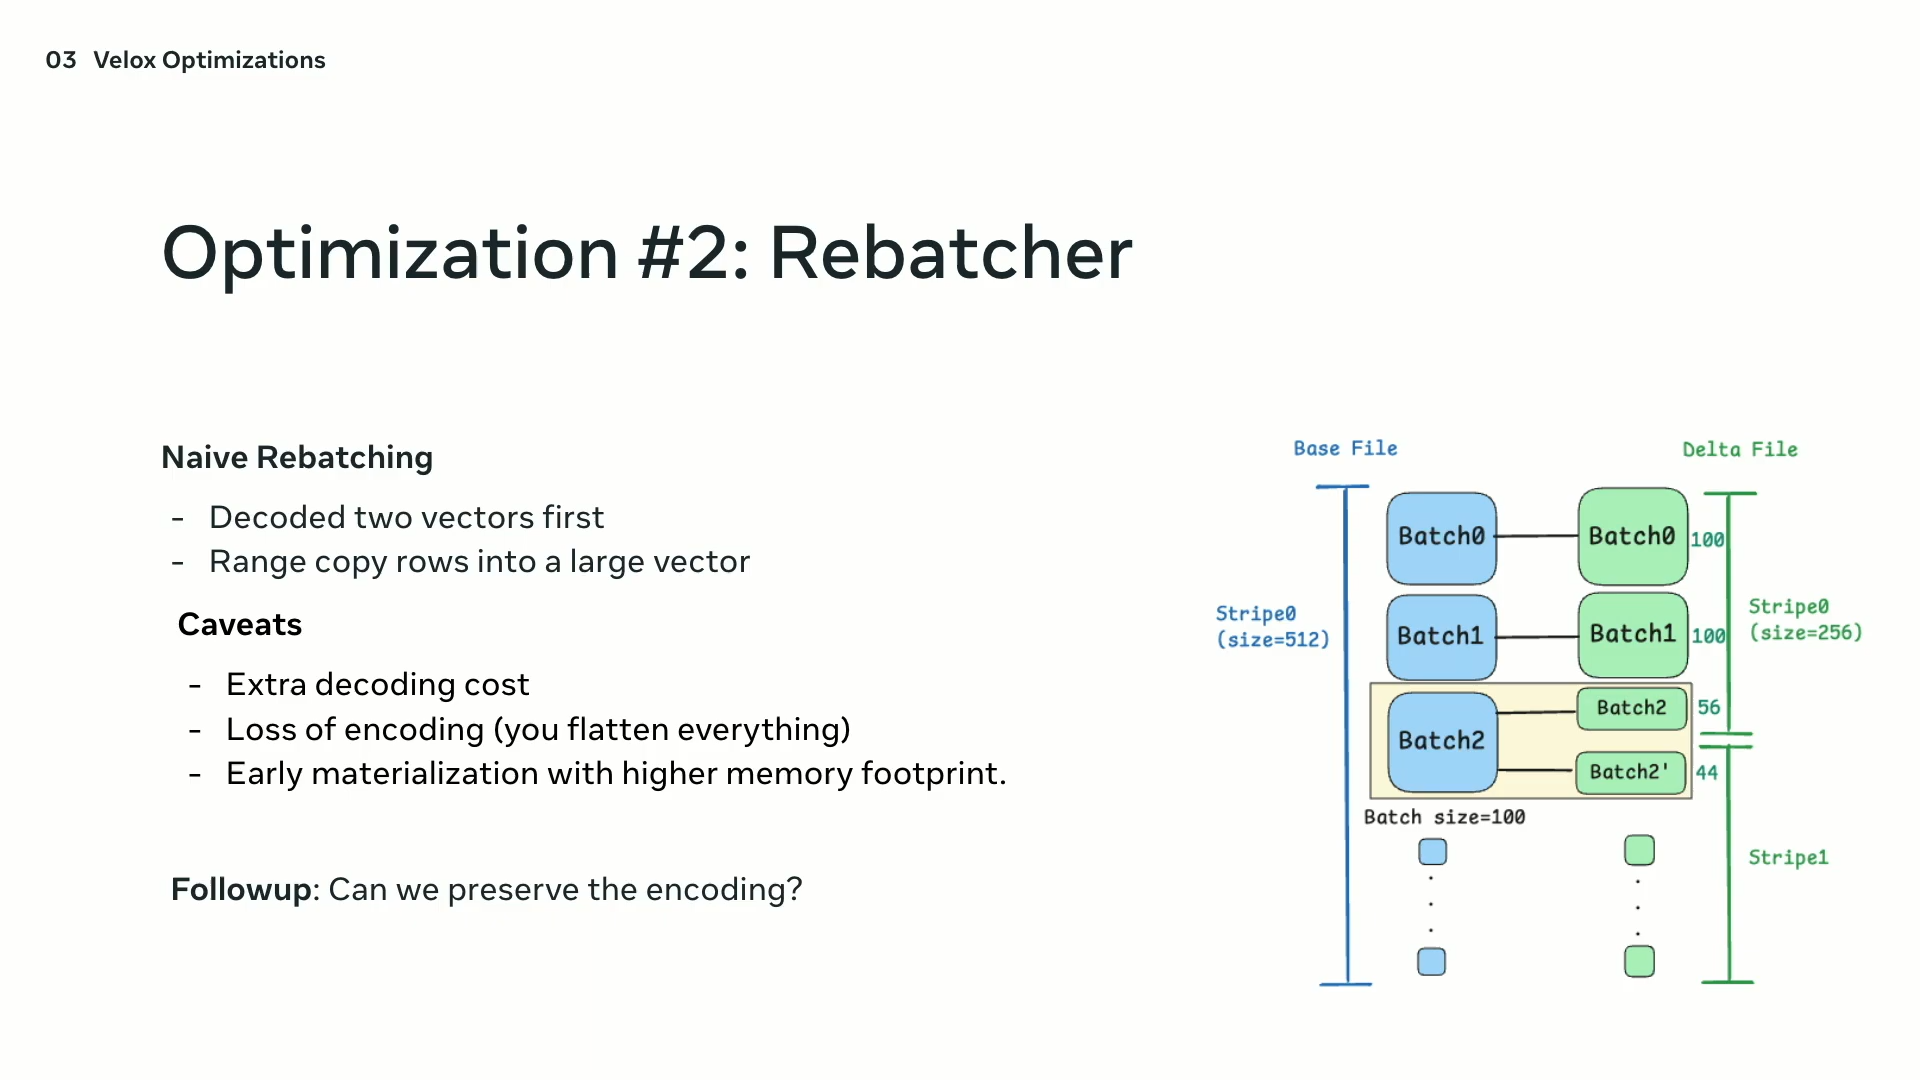 03 Velox Optimizations
Optimization #2: Rebatcher
Naive Rebatching
- Decoded two vectors first
- Range copy rows into a large vector
Caveats
- Extra decoding cost
- Loss of encoding (you flatten everything)
- Early materialization with higher memory footprint.
Followup: Can we preserve the encoding?
Base File
Delta File
Batch0
Batch0
100
Stripe0
(size=512)
Batch1
Batch1
100
Stripe0
(size=256)
Batch2
Batch2
56
Batch2'
44
Batch size=100
Stripe1